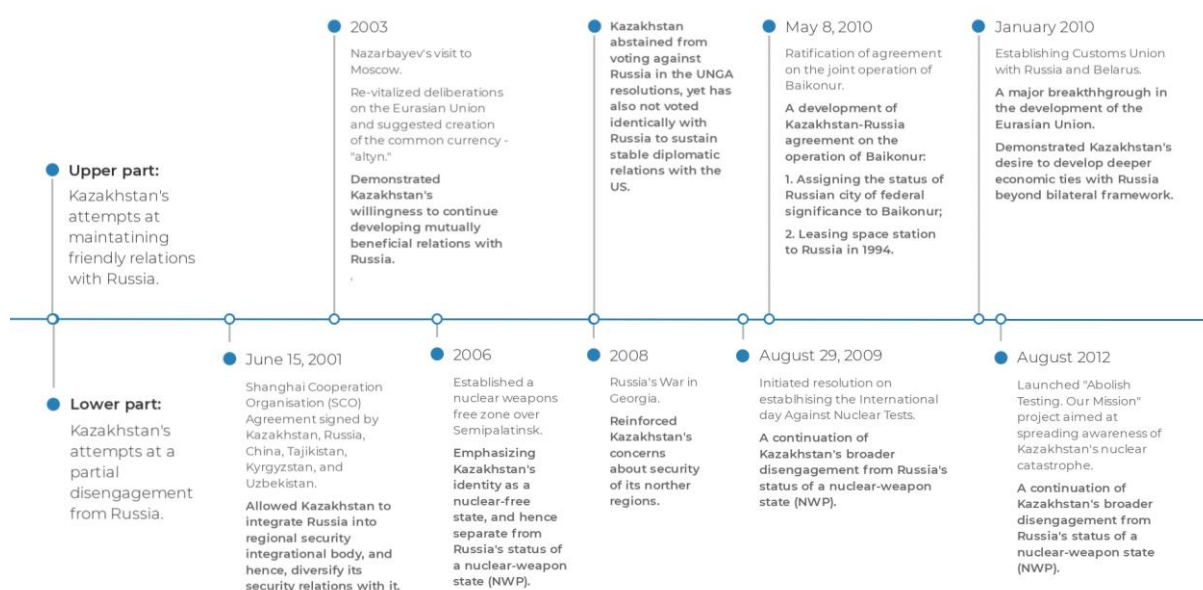 2003
Nazarbayev's visit to
Moscow.
Re-vitalized deliberations
on the Eurasian Union
and suggested creation
of the common currency -
"altyn."
Demonstrated
Kazakhstan's
willingness to continue
developing mutually
beneficial relations with
Russia.
Kazakhstan
abstained from
voting against
Russia in the UNGA
resolutions, yet has
also not voted
identically with
Russia to sustain
stable diplomatic
relations with the
US.
May 8, 2010
Ratification of agreement
on the joint operation of
Baikonur.
A development of
Kazakhstan-Russia
agreement on the
operation of Baikonur:
1. Assigning the status of
Russian city of federal
significance to Baikonur;
2. Leasing space station
to Russia in 1994.
January 2010
Establishing Customs Union
with Russia and Belarus.
A major breakthhgrough in
the development of the
Eurasian Union.
Demonstrated Kazakhstan's
desire to develop deeper
economic ties with Russia
beyond bilateral framework.
Upper part:
Kazakhstan's
attempts at
maintatining
friendly relations
with Russia.
Lower part:
Kazakhstan's
attempts at a
partial
disengagement
from Russia.
June 15, 2001
Shanghai Cooperation
Organisation (SCO)
Agreement signed by
Kazakhstan, Russia,
China, Tajikistan,
Kyrgyzstan, and
Uzbekistan.
Allowed Kazakhstan to
integrate Russia into
regional security
integrational body, and
hence, diversify its
security relations with it.
2006
Established a
nuclear weapons
free zone over
Semipalatinsk.
Emphasizing
Kazakhstan's
identity as a
nuclear-free
state, and hence
separate from
Russia's status of
a nuclear-weapon
state (NWP).
2008
Russia's War in
Georgia.
Reinforced
Kazakhstan's
concerns
about security
of its norther
regions.
August 29, 2009
Initiated resolution on
estabIhising the International
day Against Nuclear Tests.
A continuation of
Kazakhstan's broader
disengagement from Russia's
status of a nuclear-weapon
state (NWP).
August 2012
Launched "Abolish
Testing. Our Mission"
project aimed at
spreading awareness of
Kazakhstan's nuclear
catastrophe.
A continuation of
Kazakhstan's broader
disengagement from
Russia's status of a
nuclear-weapon state
(NWP).